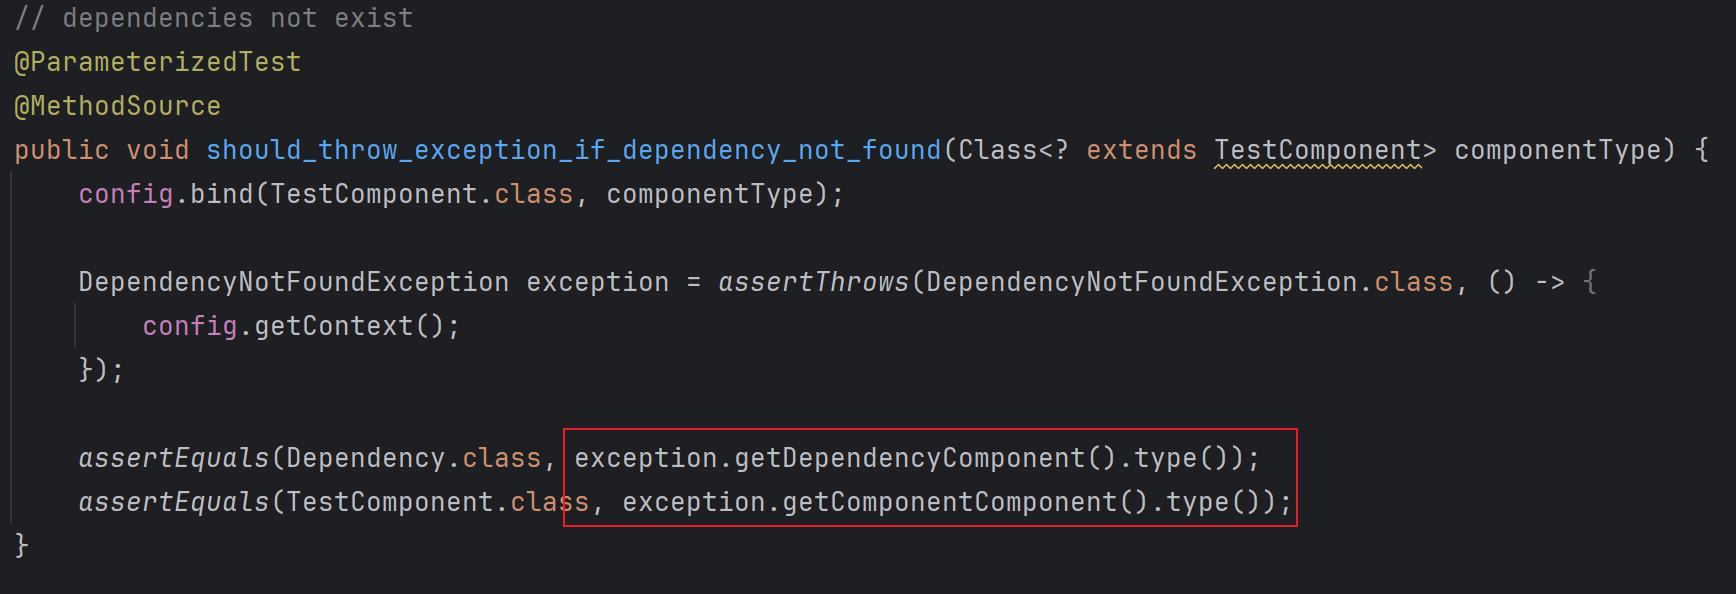 // dependencies not exist
@ParameterizedTest
@MethodSource
public void should_throw_exception_if_dependency_not_found(Class<? extends TestComponent> componentType) {
    config.bind(TestComponent.class, componentType);
    DependencyNotFoundException exception = assertThrows(DependencyNotFoundException.class, () -> {
        config.getContext();
    });
    assertEquals(Dependency.class, exception.getDependencyComponent().type());
    assertEquals(TestComponent.class, exception.getComponentComponent().type());
}